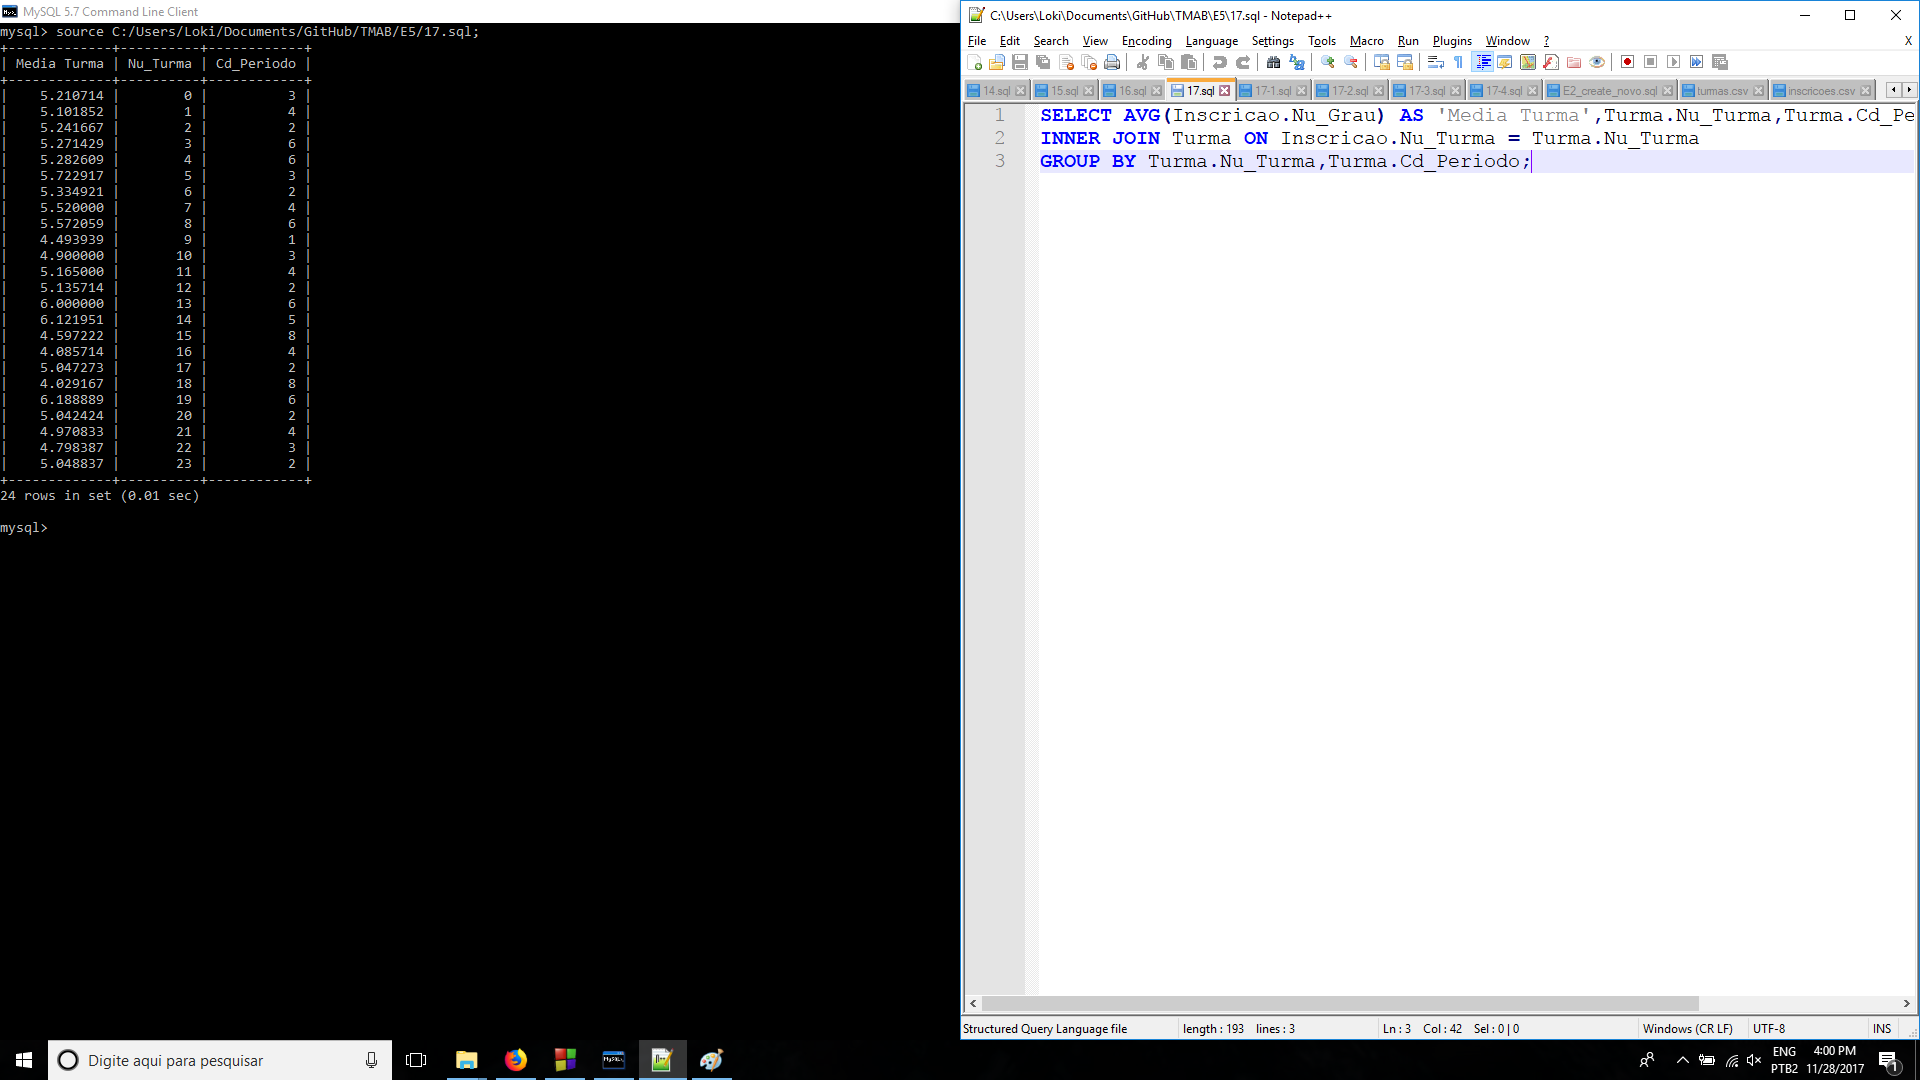 MySQL 5.7 Command Line Client
mysql> source C:/Users/Loki/Documents/GitHub/TMAB/E5/17.sql;
+-------------+----------+------------+
| Media Turma | Nu_Turma | Cd_Periodo |
+-------------+----------+------------+
| 5.210714 | 0 | 3 |
| 5.101852 | 1 | 4 |
| 5.241667 | 2 | 2 |
| 5.271429 | 3 | 6 |
| 5.282609 | 4 | 6 |
| 5.722917 | 5 | 3 |
| 5.334921 | 6 | 2 |
| 5.520000 | 7 | 4 |
| 5.572059 | 8 | 6 |
| 4.493939 | 9 | 1 |
| 4.900000 | 10 | 3 |
| 5.165000 | 11 | 4 |
| 5.135714 | 12 | 2 |
| 6.000000 | 13 | 6 |
| 6.121951 | 14 | 5 |
| 4.597222 | 15 | 8 |
| 4.085714 | 16 | 4 |
| 5.047273 | 17 | 2 |
| 4.029167 | 18 | 8 |
| 6.188889 | 19 | 6 |
| 5.042424 | 20 | 2 |
| 4.970833 | 21 | 4 |
| 4.798387 | 22 | 3 |
| 5.048837 | 23 | 2 |
+-------------+----------+------------+
24 rows in set (0.01 sec)
mysql>
C:\Users\Loki\Documents\GitHub\TMAB\E5\17.sql - Notepad++
File Edit Search View Encoding Language Settings Tools Macro Run Plugins Window ? X
14.sql 15.sql 16.sql 17.sql 17-1.sql 17-2.sql 17-3.sql 17-4.sql E2_create_novo.sql turmas.csv inscricoes.csv
1 SELECT AVG(Inscricao.Nu_Grau) AS 'Media Turma',Turma.Nu_Turma,Turma.Cd_Pe
2 INNER JOIN Turma ON Inscricao.Nu_Turma = Turma.Nu_Turma
3 GROUP BY Turma.Nu_Turma,Turma.Cd_Periodo;
Structured Query Language file length : 193 lines : 3 Ln : 3 Col : 42 Sel : 0 | 0 Windows (CR LF) UTF-8 INS
Digite aqui para pesquisar
ENG 4:00 PM
PTB2 11/28/2017
1